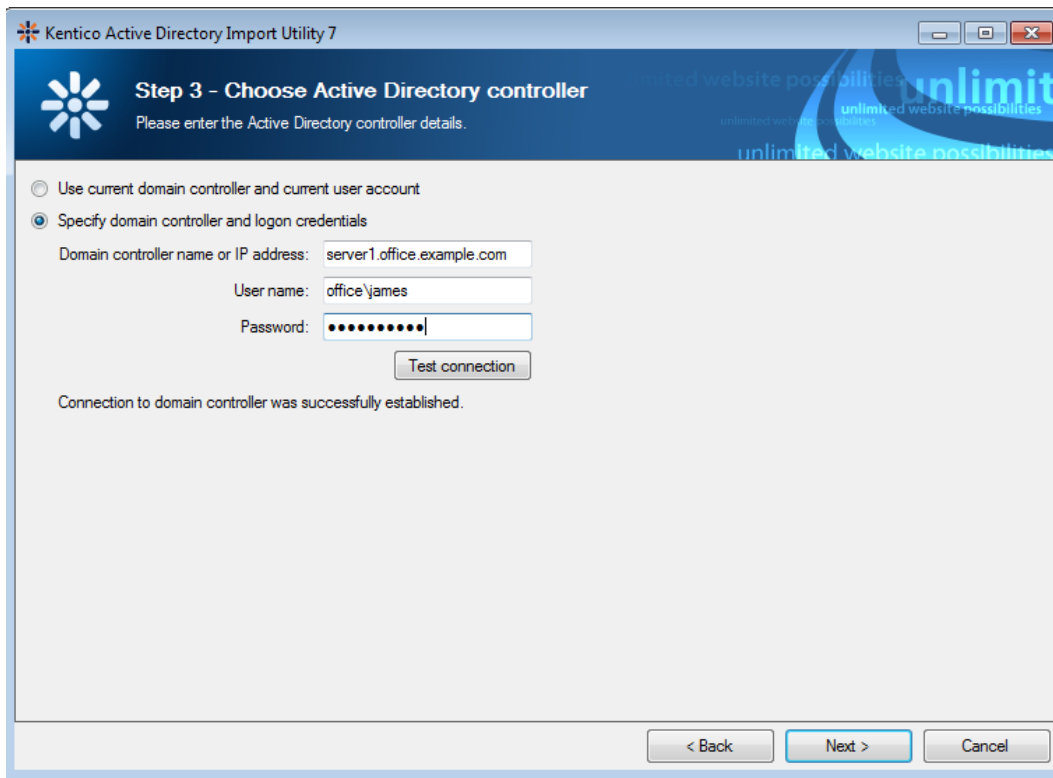 Kentico Active Directory Import Utility 7
Step 3 - Choose Active Directory controller
Please enter the Active Directory controller details.
imited website possibilities
unlimit
unlimited website possibilities
unlimited website possibilities
unlimited website possibilities
Use current domain controller and current user account
Specify domain controller and logon credentials
Domain controller name or IP address: server1.office.example.com
User name: office\james
Password: ●●●●●●●●●●
Test connection
Connection to domain controller was successfully established.
< Back Next > Cancel